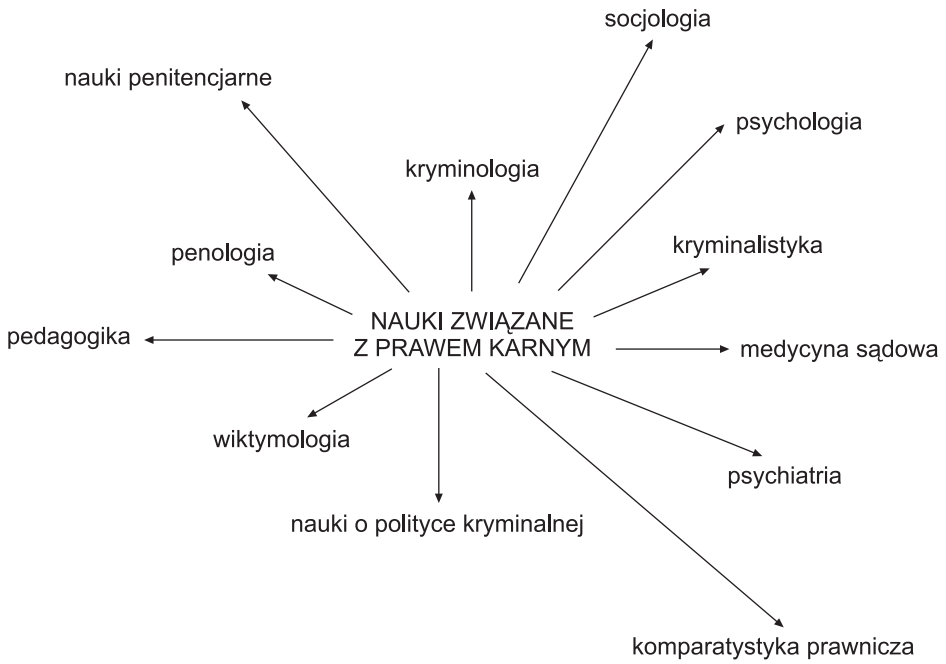 socjologia
nauki penitencjarne
psychologia
kryminologia
kryminalistyka
penologia
NAUKI ZWIĄZANE
Z PRAWEM KARNYM
pedagogika
medycyna sądowa
wiktymologia
psychiatria
nauki o polityce kryminalnej
komparatystyka prawnicza